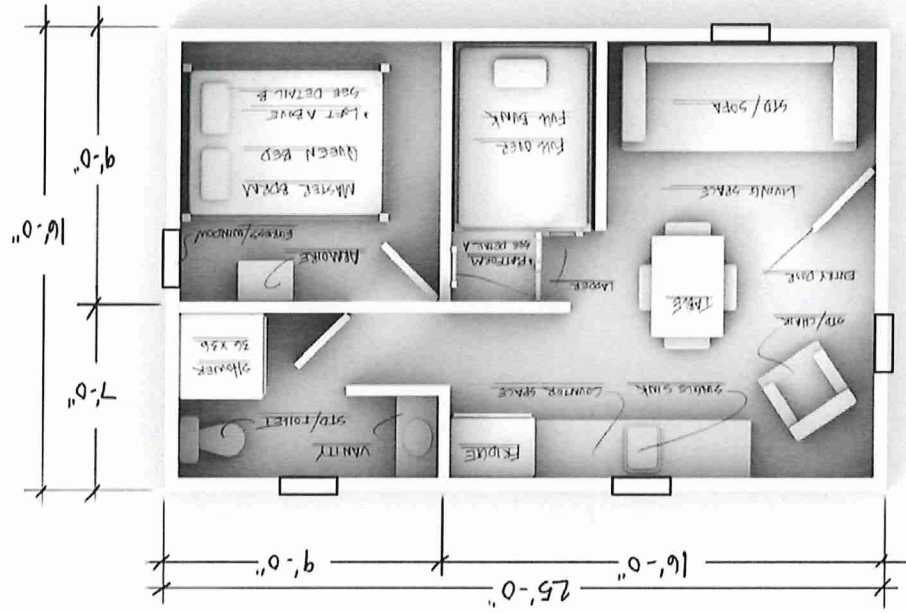 25'-0"
16'-0"
9'-0"
FRIDGE
VANITY
STD/TOILET
SINGLE SINK
COUNTER SPACE
SHOWER
36 X 36
7'-0"
STD/CHAIR
TABLE
ENTRY DOOR
LADDER
*PLATFORM
SEE DETAIL A
ARMOIRE
EGRESS/WINDOW
16'-0"
LIVING SPACE
FULL OVER
FULL BUNK
MASTER BDRM
QUEEN BED
*LOFT ABOVE
SEE DETAIL B
9'-0"
STD/SOFA